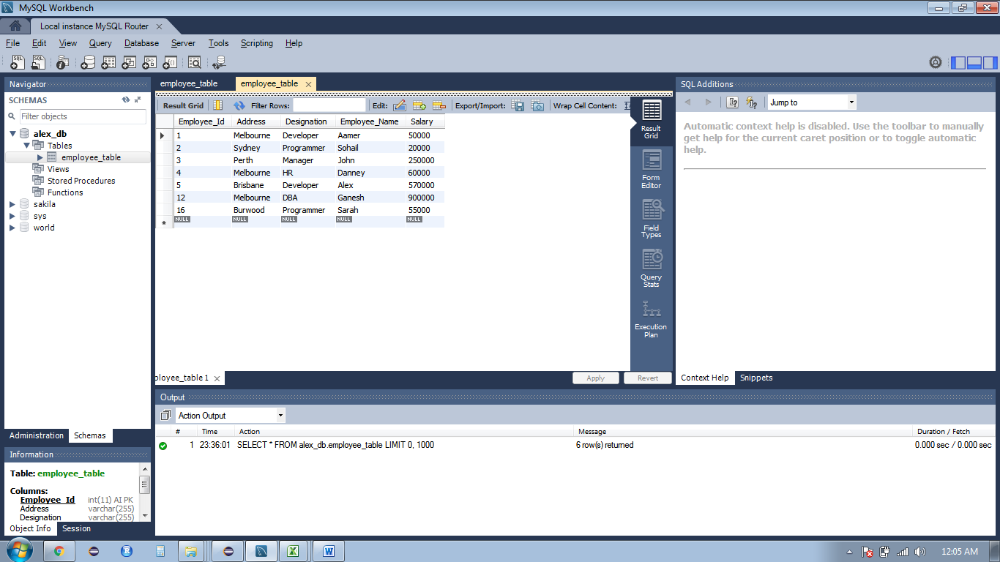 MySQL Workbench
Local instance MySQL Router
File Edit View Query Database Server Tools Scripting Help
Navigator
SCHEMAS
Filter objects
alex_db
Tables
employee_table
Views
Stored Procedures
Functions
sakila
sys
world
Administration Schemas
Information
Table: employee_table
Columns:
Employee_Id int(11) AI PK
Address varchar(255)
Designation varchar(255)
Object Info Session
employee_table employee_table
Result Grid Filter Rows: Edit: Export/Import: Wrap Cell Content:
Employee_Id Address Designation Employee_Name Salary
1 Melbourne Developer Aamer 50000
2 Sydney Programmer Sohail 20000
3 Perth Manager John 250000
4 Melbourne HR Danney 60000
5 Brisbane Developer Alex 570000
12 Melbourne DBA Ganesh 900000
16 Burwood Programmer Sarah 55000
NULL NULL NULL NULL NULL
Result
Grid
Form
Editor
Field
Types
Query
Stats
Execution
Plan
ployee_table 1
Apply Revert
SQL Additions
Jump to
Automatic context help is disabled. Use the toolbar to manually
get help for the current caret position or to toggle automatic
help.
Context Help Snippets
Output
Action Output
# Time Action Message Duration / Fetch
1 23:36:01 SELECT * FROM alex_db.employee_table LIMIT 0, 1000 6 row(s) returned 0.000 sec / 0.000 sec
12:05 AM